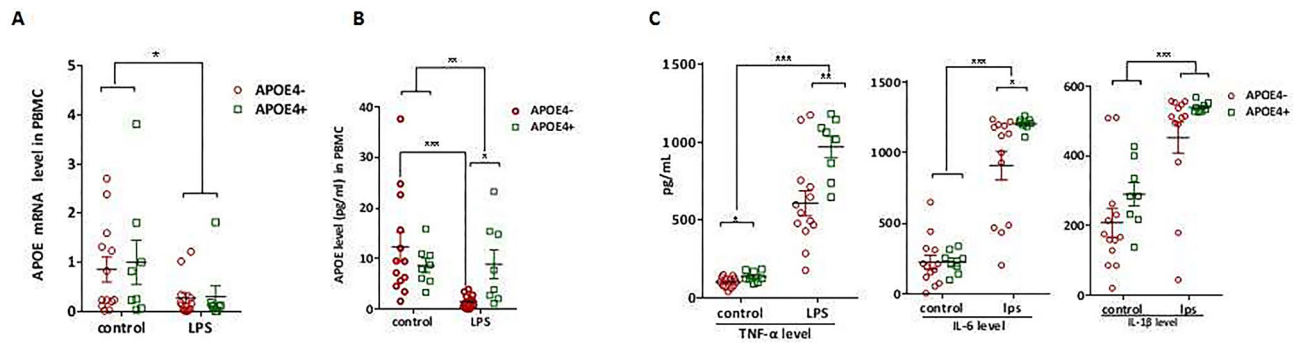 A
APOE mRNA level in PBMC
5
4
3
2
1
0
*
APOE4-
APOE4+
control LPS
B
APOE level (pg/ml) in PBMC
40
30
20
10
0
**
***
*
APOE4-
APOE4+
control LPS
C
pg/mL
1500
1000
500
0
***
**
*
control LPS
TNF-α level
1500
1000
500
0
***
*
control lps
IL-6 level
600
400
200
0
***
APOE4-
APOE4+
control lps
IL-1β level